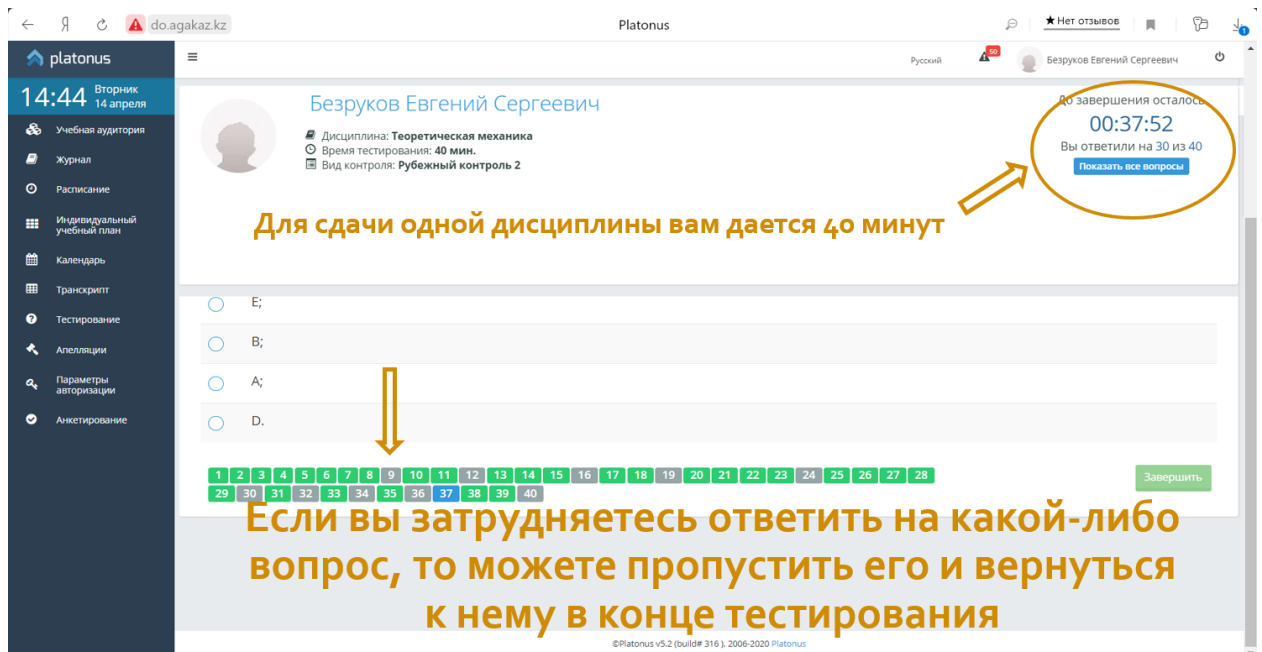 do.agakaz.kz
Platonus
★ Нет отзывов
1
platonus
Русский
50
Безруков Евгений Сергеевич
14:44 Вторник
14 апреля
Учебная аудитория
Журнал
Расписание
Индивидуальный
учебный план
Календарь
Транскрипт
Тестирование
Апелляции
Параметры
авторизации
Анкетирование
Безруков Евгений Сергеевич
Дисциплина: Теоретическая механика
Время тестирования: 40 мин.
Вид контроля: Рубежный контроль 2
До завершения осталось
00:37:52
Вы ответили на 30 из 40
Показать все вопросы
Для сдачи одной дисциплины вам дается 40 минут
E;
B;
A;
D.
1 2 3 4 5 6 7 8 9 10 11 12 13 14 15 16 17 18 19 20 21 22 23 24 25 26 27 28
29 30 31 32 33 34 35 36 37 38 39 40
Завершить
Если вы затрудняетесь ответить на какой-либо
вопрос, то можете пропустить его и вернуться
к нему в конце тестирования
©Platonus v5.2 (build# 316 ), 2006-2020 Platonus